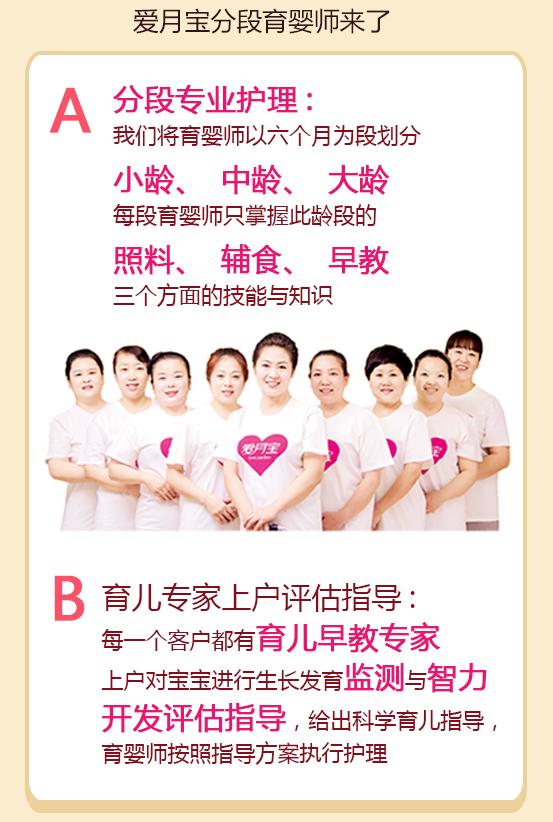 爱月宝分段育婴师来了
A
分段专业护理：
我们将育婴师以六个月为段划分
小龄、 中龄、 大龄
每段育婴师只掌握此龄段的
照料、 辅食、 早教
三个方面的技能与知识
爱月宝
B
育儿专家上户评估指导：
每一个客户都有育儿早教专家
上户对宝宝进行生长发育监测与智力
开发评估指导，给出科学育儿指导，
育婴师按照指导方案执行护理